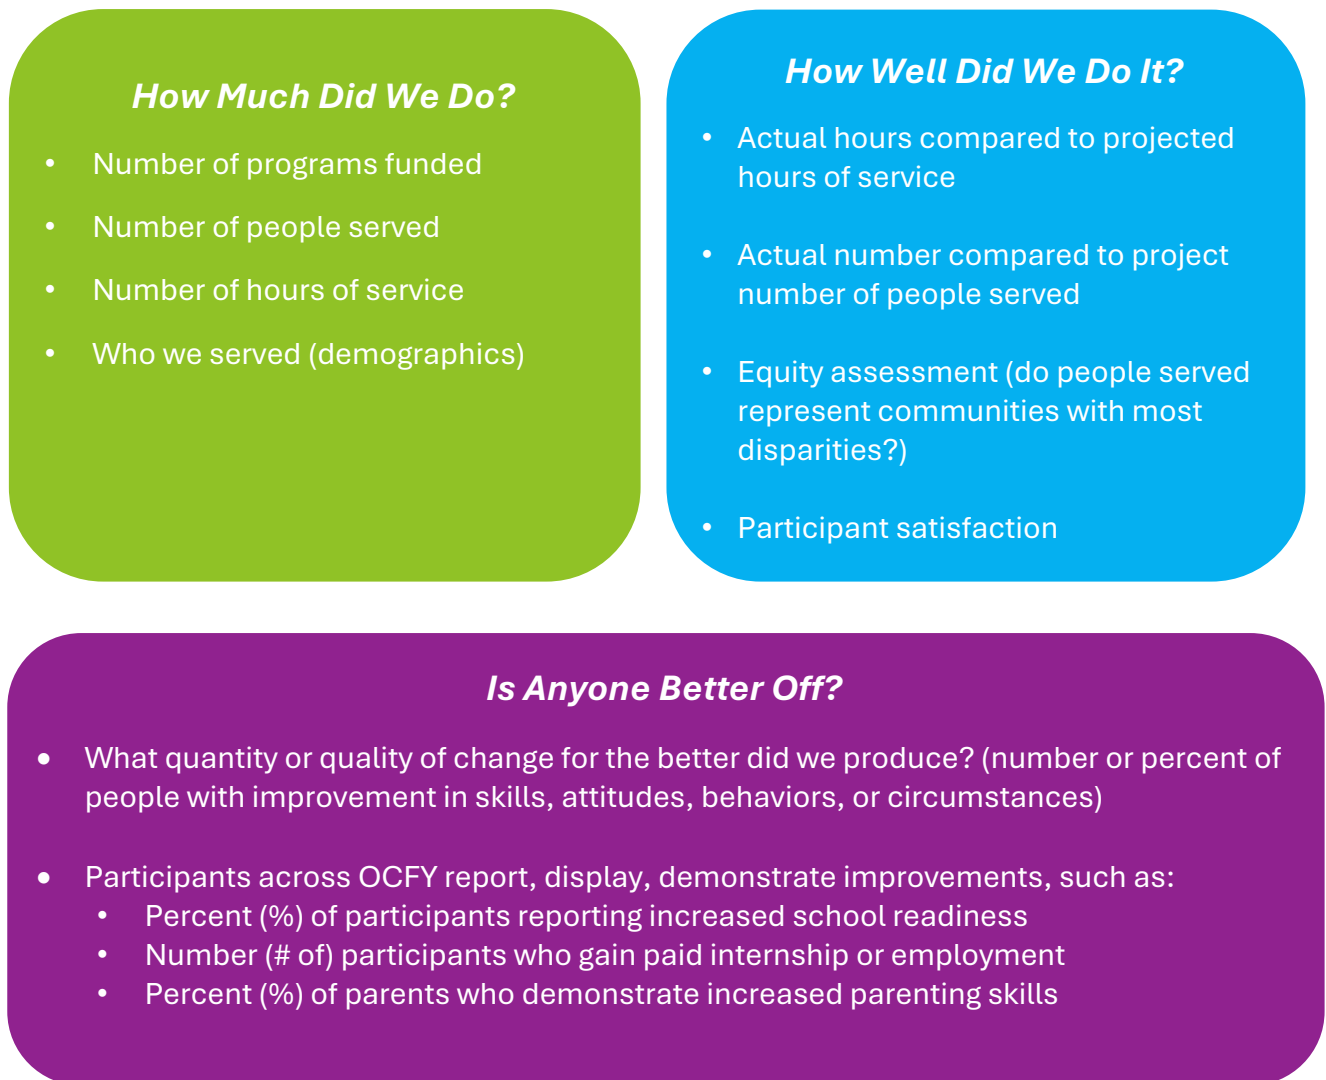 How Much Did We Do?
• Number of programs funded
• Number of people served
• Number of hours of service
• Who we served (demographics)
How Well Did We Do It?
• Actual hours compared to projected
hours of service
• Actual number compared to project
number of people served
• Equity assessment (do people served
represent communities with most
disparities?)
• Participant satisfaction
Is Anyone Better Off?
• What quantity or quality of change for the better did we produce? (number or percent of
people with improvement in skills, attitudes, behaviors, or circumstances)
• Participants across OCFY report, display, demonstrate improvements, such as:
• Percent (%) of participants reporting increased school readiness
• Number (# of) participants who gain paid internship or employment
• Percent (%) of parents who demonstrate increased parenting skills